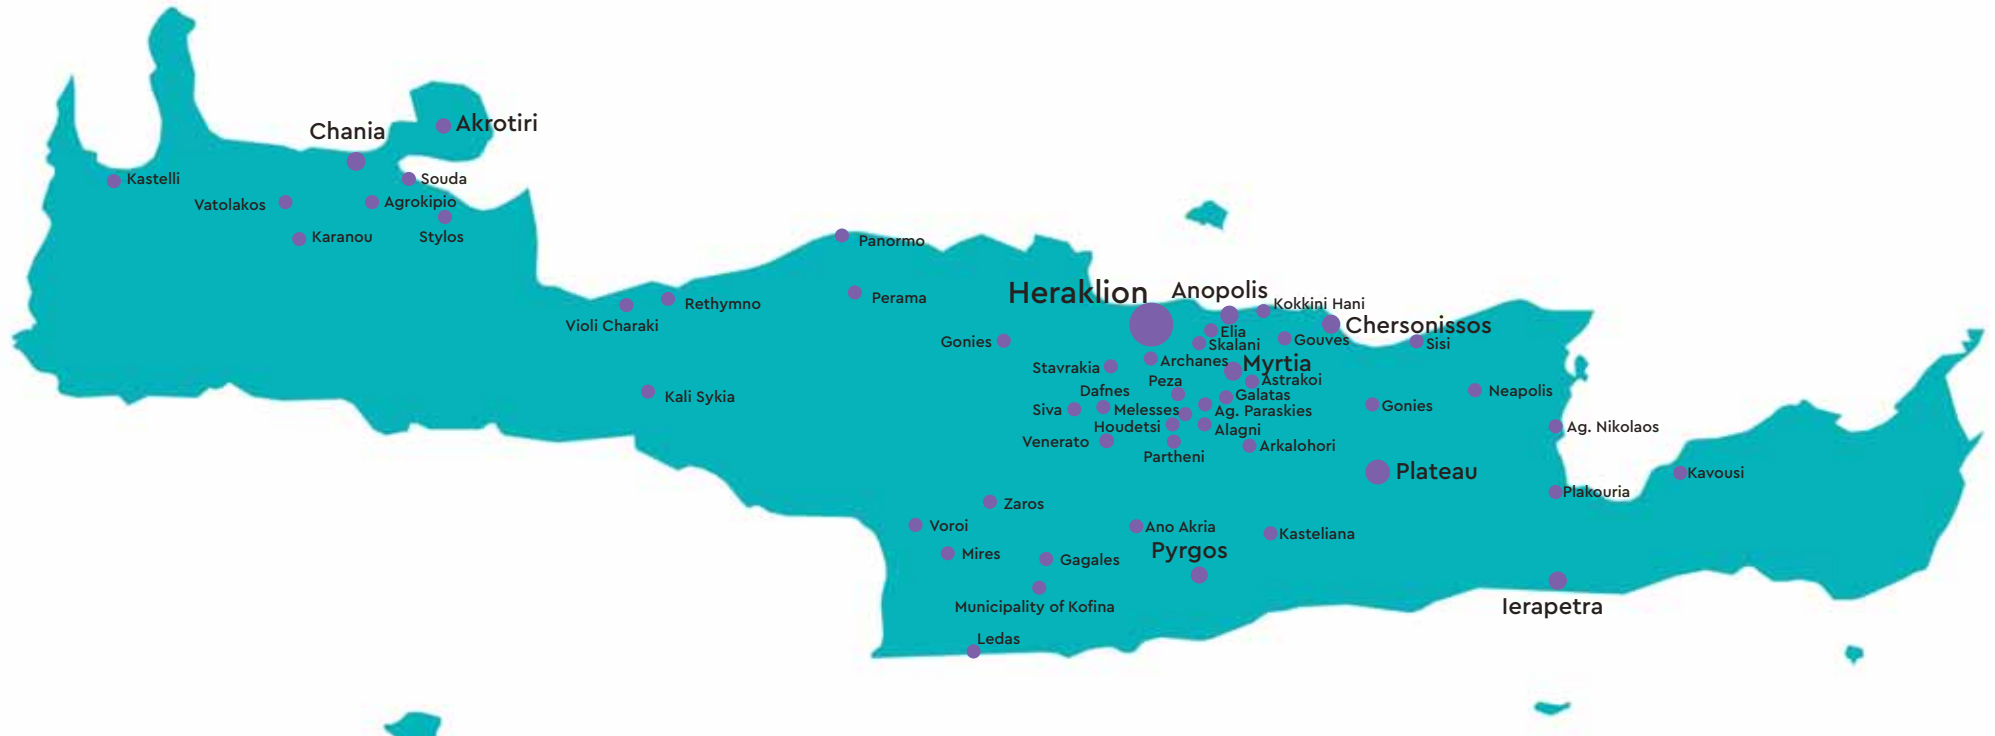 Chania
Akrotiri
Kastelli
Souda
Vatolakos
Agrokipio
Karanou
Stylos
Panormo
Perama
Rethymno
Violi Charaki
Heraklion
Anopolis
Kokkini Hani
Chersonissos
Elia
Gouves
Skalani
Sisi
Gonies
Archanes
Myrtia
Stavrakia
Peza
Astrakoi
Dafnes
Galatas
Neapolis
Kali Sykia
Siva
Melesses
Ag. Paraskies
Gonies
Houdetsi
Alagni
Ag. Nikolaos
Venerato
Arkalohori
Partheni
Plateau
Kavousi
Plakouria
Zaros
Voroi
Ano Akria
Kasteliana
Mires
Gagales
Pyrgos
Municipality of Kofina
Ierapetra
Ledas